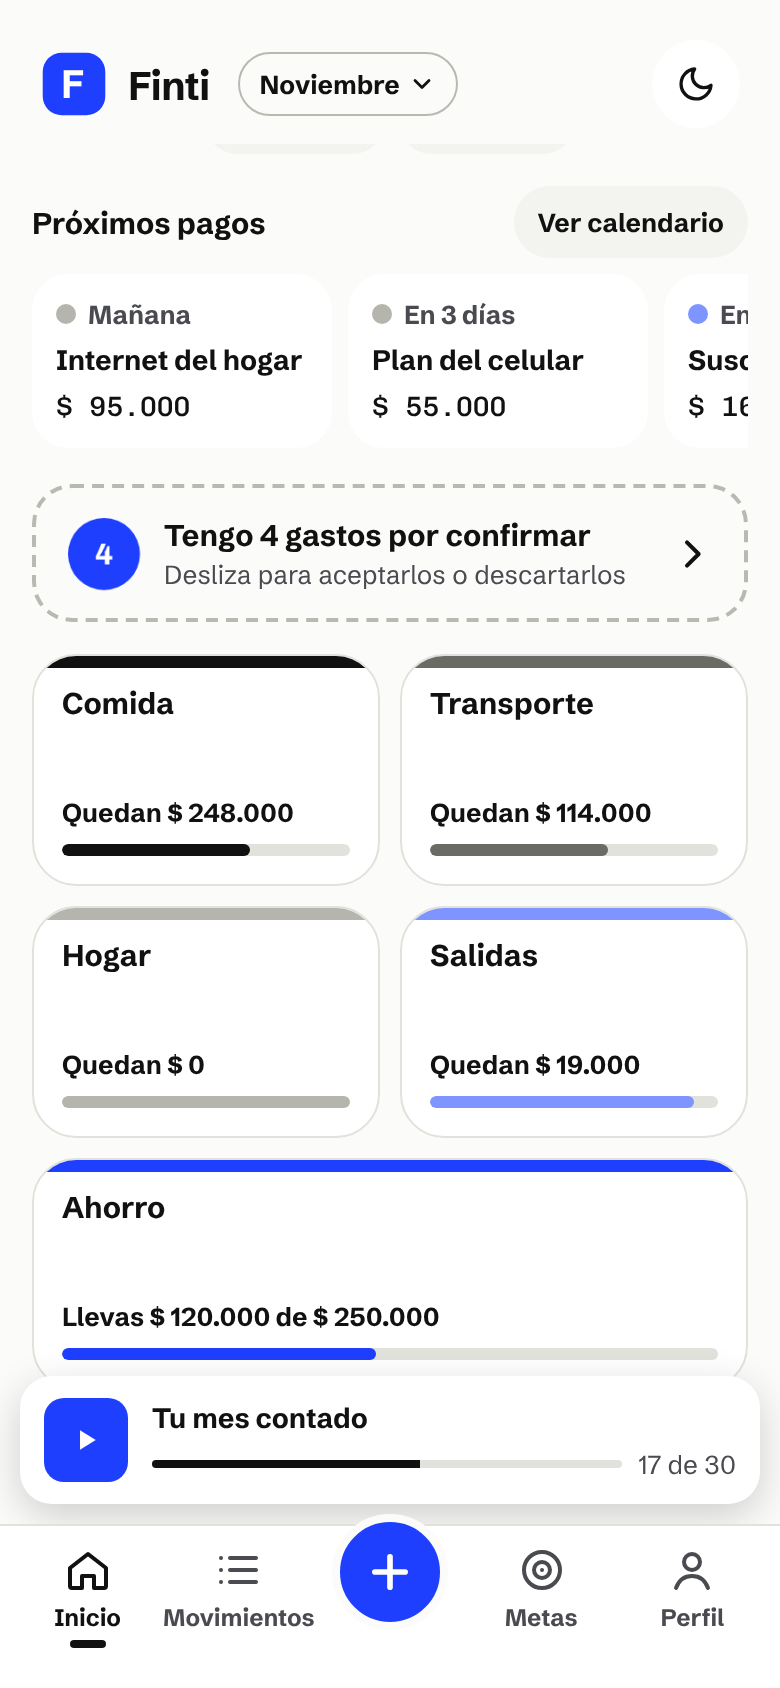 F Finti Noviembre
Próximos pagos Ver calendario
Mañana
Internet del hogar
$ 95.000
En 3 días
Plan del celular
$ 55.000
En
Susc
$ 16
4
Tengo 4 gastos por confirmar
Desliza para aceptarlos o descartarlos
Comida
Quedan $ 248.000
Transporte
Quedan $ 114.000
Hogar
Quedan $ 0
Salidas
Quedan $ 19.000
Ahorro
Llevas $ 120.000 de $ 250.000
Tu mes contado
17 de 30
Inicio
Movimientos
Metas
Perfil